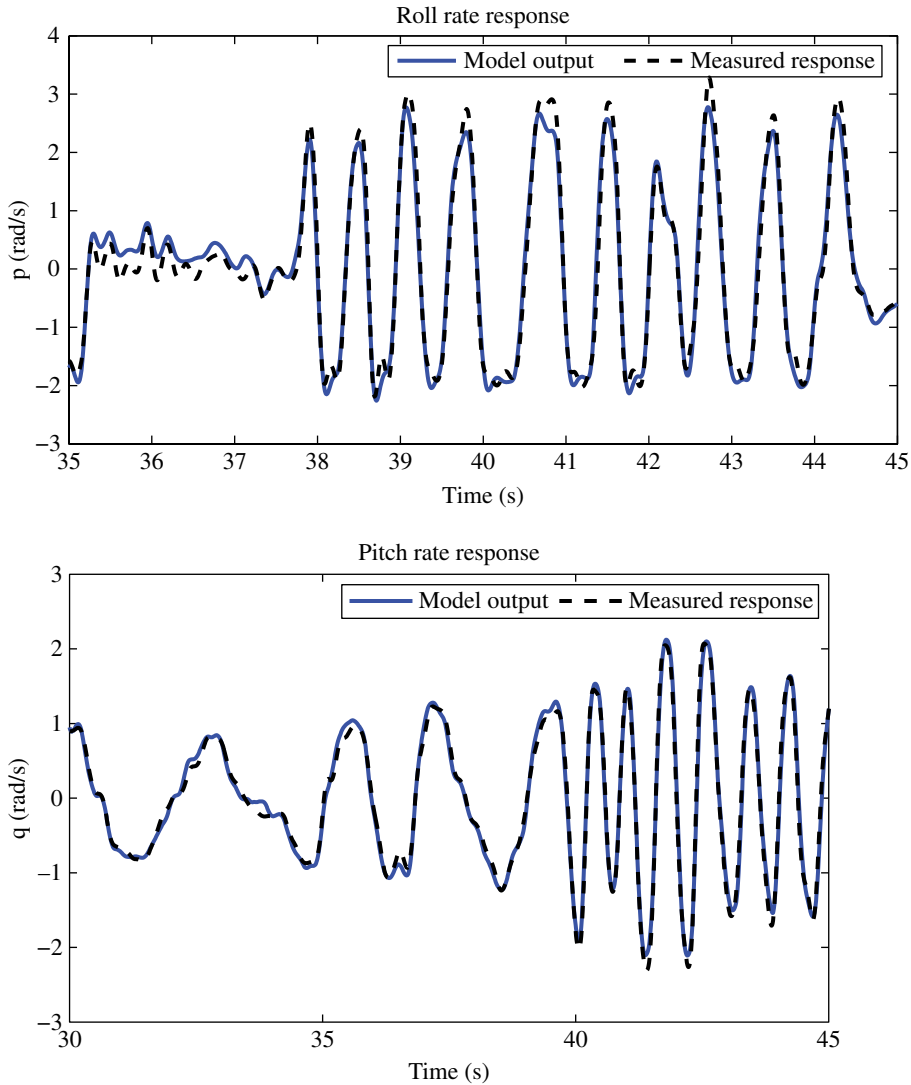 Roll rate response
Model output
Measured response
4
3
2
1
0
−1
−2
−3
p (rad/s)
35 36 37 38 39 40 41 42 43 44 45
Time (s)
Pitch rate response
Model output
Measured response
3
2
1
0
−1
−2
−3
q (rad/s)
30 35 40 45
Time (s)